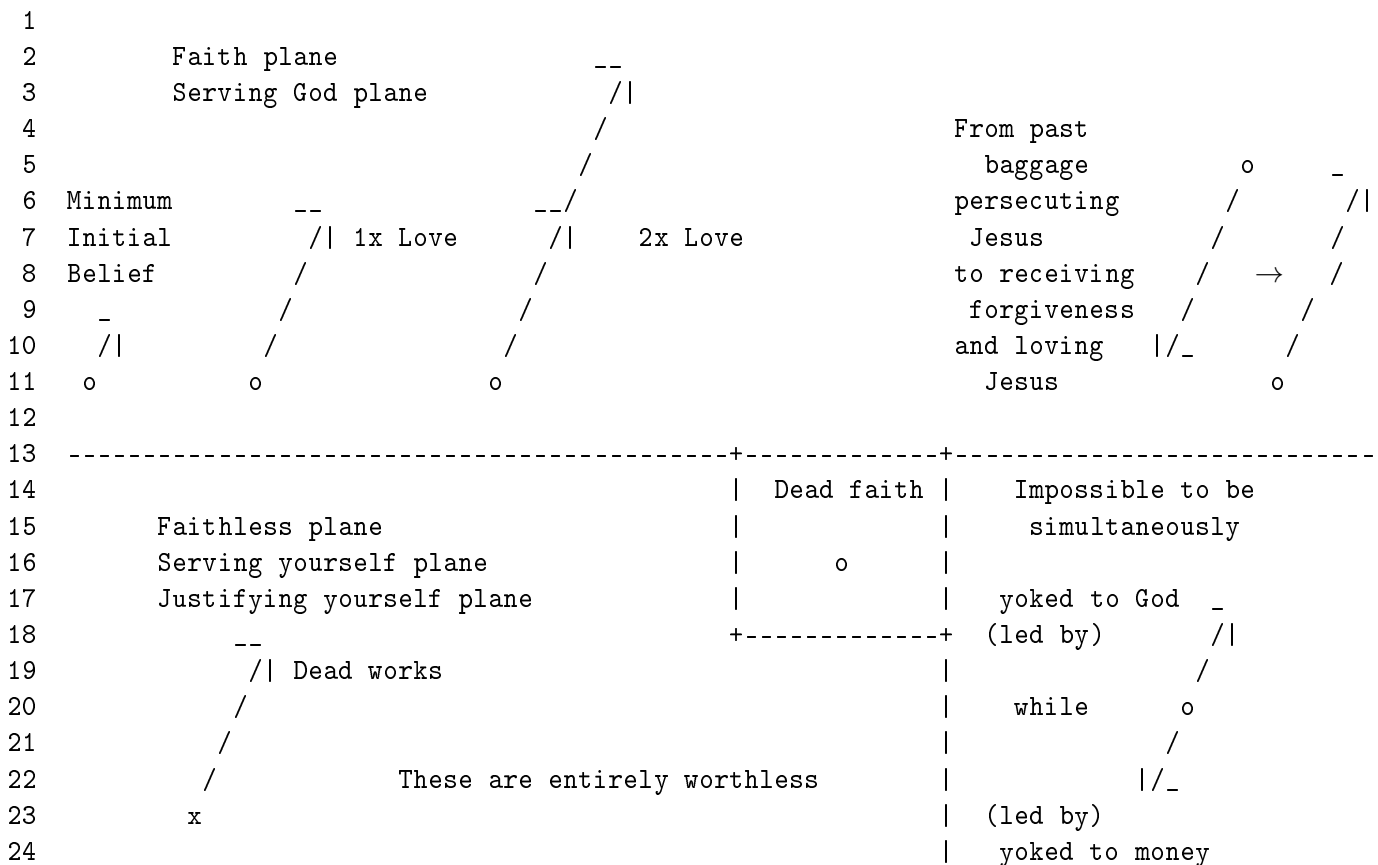 1
2         Faith plane                 __
3         Serving God plane            /|
4                                     /                       From past
5                                    /                          baggage          o     _
6  Minimum        __              __/                         persecuting       /       /|
7  Initial         /| 1x Love      /|    2x Love               Jesus           /       /
8  Belief         /               /                           to receiving    /   →   /
9    _           /               /                             forgiveness   /       /
10   /|         /               /                             and loving   |/_      /
11  o          o               o                                Jesus              o
12
13 --------------------------------------------+-------------+----------------------------
14                                             |  Dead faith |    Impossible to be
15       Faithless plane                       |             |     simultaneously
16       Serving yourself plane                |      o      |
17       Justifying yourself plane             |             |   yoked to God  _
18            __                               +-------------+  (led by)       /|
19             /| Dead works                                 |                /
20            /                                              |    while      o
21           /                                               |              /
22          /            These are entirely worthless        |            |/_
23         x                                                 |  (led by)
24                                                           |   yoked to money